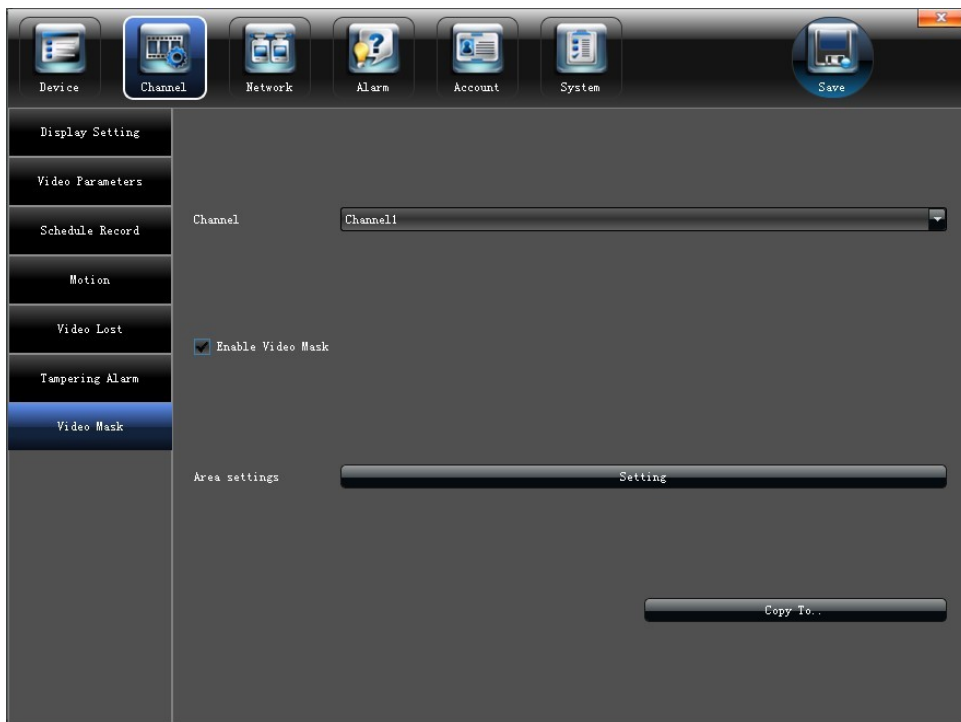 Device Channel Network Alarm Account System Save
Display Setting
Video Parameters
Schedule Record
Motion
Video Lost
Tampering Alarm
Video Mask
Channel Channel1
Enable Video Mask
Area settings Setting
Copy To..